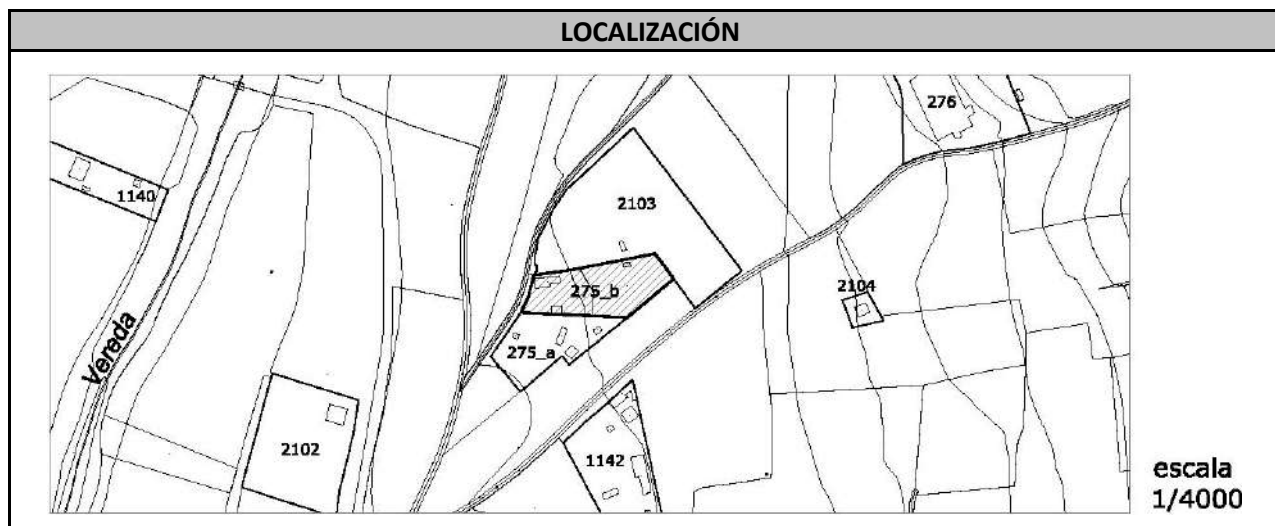 LOCALIZACIÓN
276
1140
2103
275_b
2104
Vereda
275_a
2102
1142
escala
1/4000